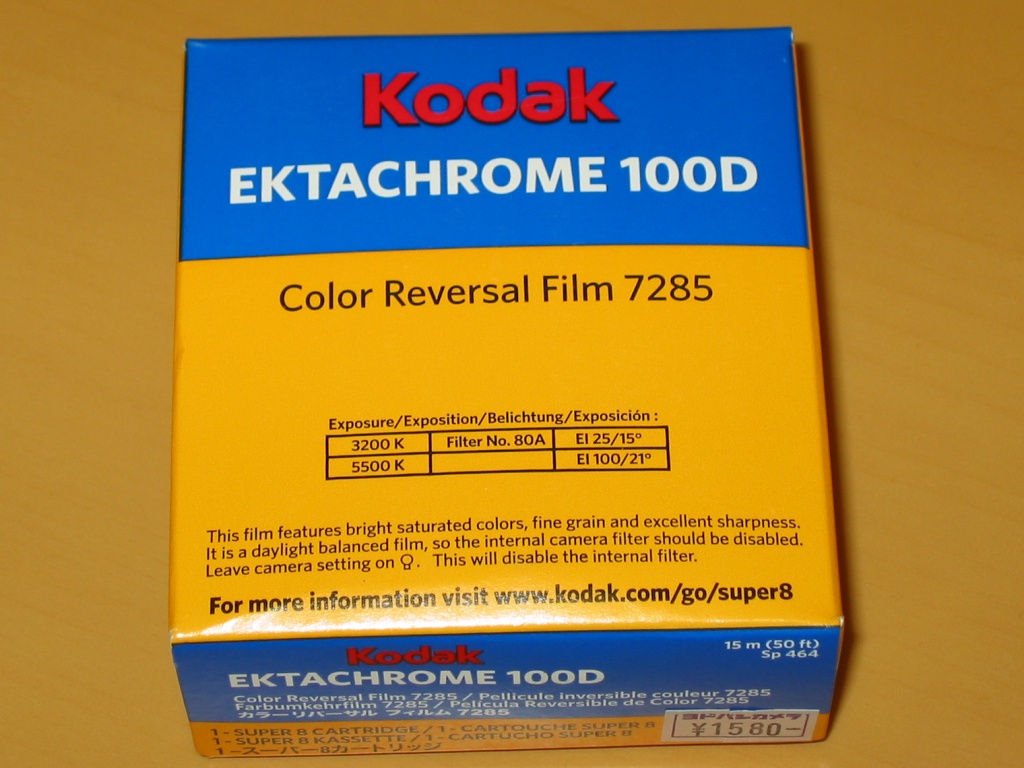 Kodak
EKTACHROME 100D
Color Reversal Film 7285
Exposure/Exposition/Belichtung/Exposición :
3200 K Filter No. 80A EI 25/15°
5500 K EI 100/21°
This film features bright saturated colors, fine grain and excellent sharpness.
It is a daylight balanced film, so the internal camera filter should be disabled.
Leave camera setting on . This will disable the internal filter.
For more information visit www.kodak.com/go/super8
Kodak
15 m (50 ft)
Sp 464
EKTACHROME 100D
Color Reversal Film 7285 / Pellicule inversible couleur 7285
Farbumkehrfilm 7285 / Película Reversible de Color 7285
カラーリバーサル フィルム 7285
1 - SUPER 8 CARTRIDGE / 1 - CARTOUCHE SUPER 8
1 - SUPER 8 KASSETTE / 1 - CARTUCHO SUPER 8
1 - スーパー8カートリッジ
ヨドバシカメラ
¥1580-